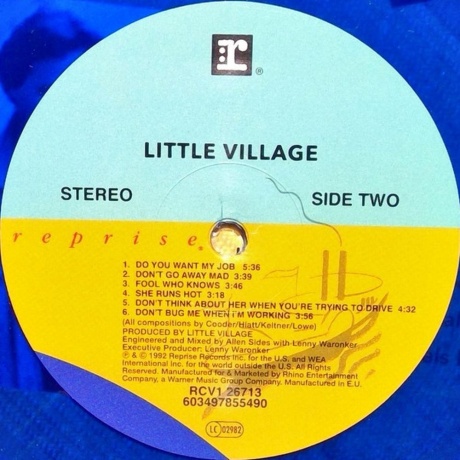 r®
LITTLE VILLAGE
STEREO
SIDE TWO
reprise®
1. DO YOU WANT MY JOB 5:36
2. DON'T GO AWAY MAD 3:39
3. FOOL WHO KNOWS 3:46
4. SHE RUNS HOT 3:18
5. DON'T THINK ABOUT HER WHEN YOU'RE TRYING TO DRIVE 4:32
6. DON'T BUG ME WHEN I'M WORKING 3:56
(All compositions by Cooder/Hiatt/Keltner/Lowe)
PRODUCED BY LITTLE VILLAGE
Engineered and Mixed by Allen Sides with Lenny Waronker.
Executive Producer: Lenny Waronker
℗ & © 1992 Reprise Records Inc. for the U.S. and WEA
International Inc. for the world outside the U.S. All Rights
Reserved. Manufactured for & Marketed by Rhino Entertainment
Company, a Warner Music Group Company. Manufactured in E.U.
RCV1 26713
603497855490
LC 02982